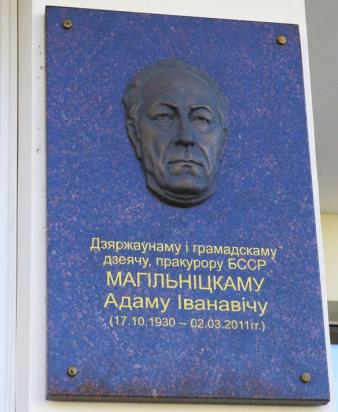 Дзяржаўнаму і грамадскаму
дзеячу, пракурору БССР
МАГІЛЬНІЦКАМУ
Адаму Іванавічу
(17.10.1930 – 02.03.2011гг.)